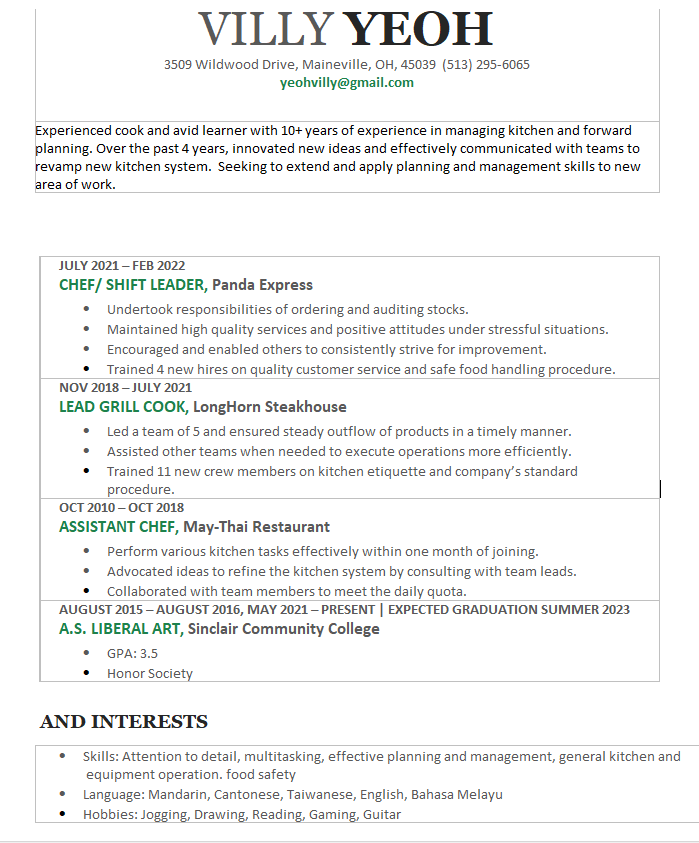 VILLY YEOH
3509 Wildwood Drive, Maineville, OH, 45039 (513) 295-6065
yeohvilly@gmail.com
Experienced cook and avid learner with 10+ years of experience in managing kitchen and forward
planning. Over the past 4 years, innovated new ideas and effectively communicated with teams to
revamp new kitchen system.  Seeking to extend and apply planning and management skills to new
area of work.
JULY 2021 – FEB 2022
CHEF/ SHIFT LEADER, Panda Express
• Undertook responsibilities of ordering and auditing stocks.
• Maintained high quality services and positive attitudes under stressful situations.
• Encouraged and enabled others to consistently strive for improvement.
• Trained 4 new hires on quality customer service and safe food handling procedure.
NOV 2018 – JULY 2021
LEAD GRILL COOK, LongHorn Steakhouse
• Led a team of 5 and ensured steady outflow of products in a timely manner.
• Assisted other teams when needed to execute operations more efficiently.
• Trained 11 new crew members on kitchen etiquette and company's standard
procedure.
OCT 2010 – OCT 2018
ASSISTANT CHEF, May-Thai Restaurant
• Perform various kitchen tasks effectively within one month of joining.
• Advocated ideas to refine the kitchen system by consulting with team leads.
• Collaborated with team members to meet the daily quota.
AUGUST 2015 – AUGUST 2016, MAY 2021 – PRESENT | EXPECTED GRADUATION SUMMER 2023
A.S. LIBERAL ART, Sinclair Community College
• GPA: 3.5
• Honor Society
AND INTERESTS
• Skills: Attention to detail, multitasking, effective planning and management, general kitchen and
equipment operation. food safety
• Language: Mandarin, Cantonese, Taiwanese, English, Bahasa Melayu
• Hobbies: Jogging, Drawing, Reading, Gaming, Guitar